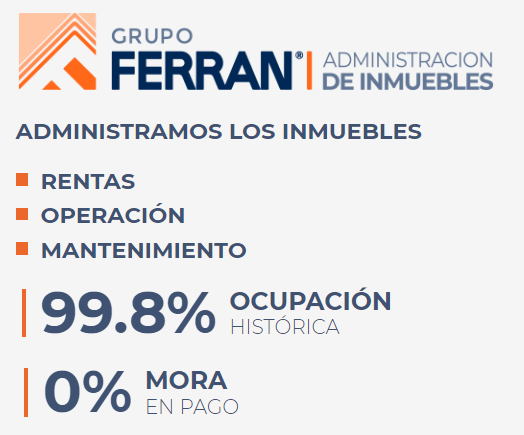 GRUPO
FERRAN® | ADMINISTRACION
DE INMUEBLES
ADMINISTRAMOS LOS INMUEBLES
RENTAS
OPERACIÓN
MANTENIMIENTO
99.8% OCUPACIÓN
HISTÓRICA
0% MORA
EN PAGO